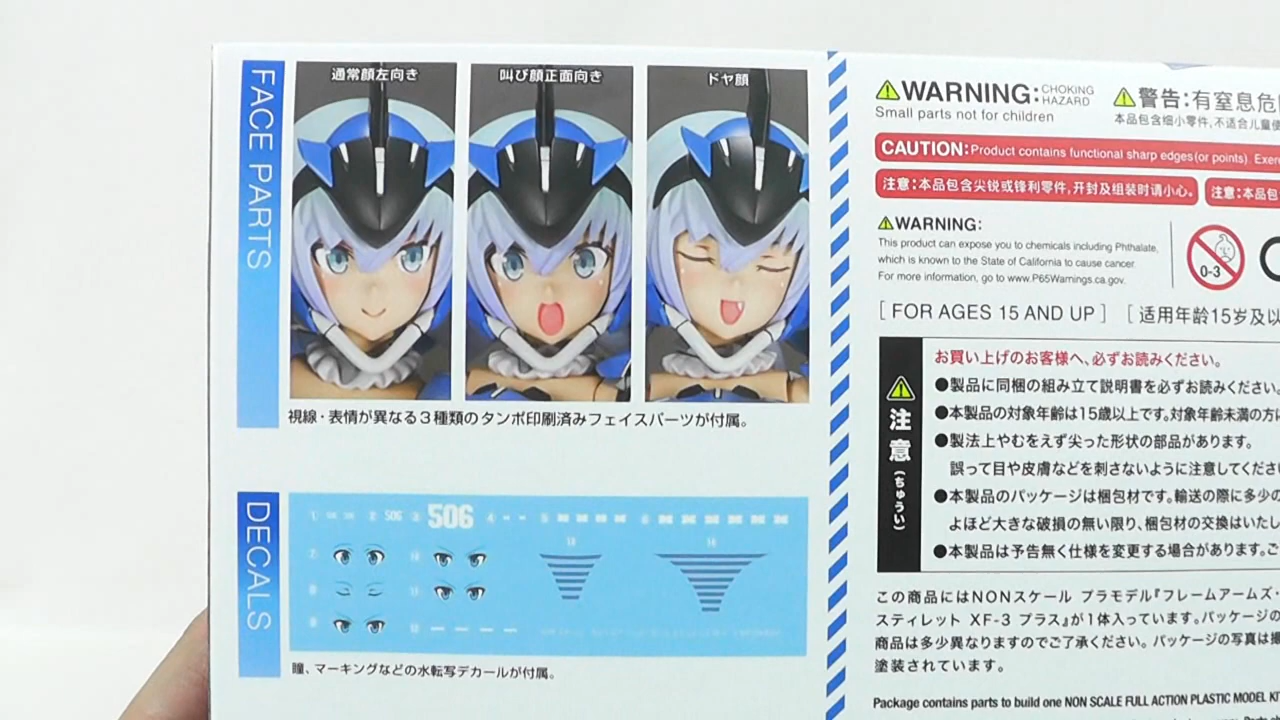 FACE PARTS
通常顔左向き
叫び顔正面向き
ドヤ顔
視線・表情が異なる3種類のタンポ印刷済みフェイスパーツが付属。
DECALS
506
506
瞳、マーキングなどの水転写デカールが付属。
WARNING: CHOKING HAZARD
Small parts not for children
警告:有窒息危
本品包含细小零件,不适合儿童
CAUTION: Product contains functional sharp edges(or points).
注意:本品包含尖锐或锋利零件,开封及组装时请小心。
注意:本品包
WARNING:
This product can expose you to chemicals including Phthalate,
which is known to the State of California to cause cancer.
For more information, go to www.P65Warnings.ca.gov.
0-3
[ FOR AGES 15 AND UP ]
[ 适用年龄15岁及以
注意(ちゅうい)
お買い上げのお客様へ、必ずお読みください。
●製品に同梱の組み立て説明書を必ずお読みください。
●本製品の対象年齢は15歳以上です。対象年齢未満の方
●製法上やむをえず尖った形状の部品があります。
誤って目や皮膚などを刺さないように注意してくださ
●本製品のパッケージは梱包材です。輸送の際に多少の
よほど大きな破損の無い限り、梱包材の交換はいたし
●本製品は予告無く仕様を変更する場合があります。ご
この商品にはNONスケール プラモデル『フレームアームズ・
スティレット XF-3 プラス』が1体入っています。パッケージの
商品は多少異なりますのでご了承ください。パッケージの写真は
塗装されています。
Package contains parts to build one NON SCALE FULL ACTION PLASTIC MODEL